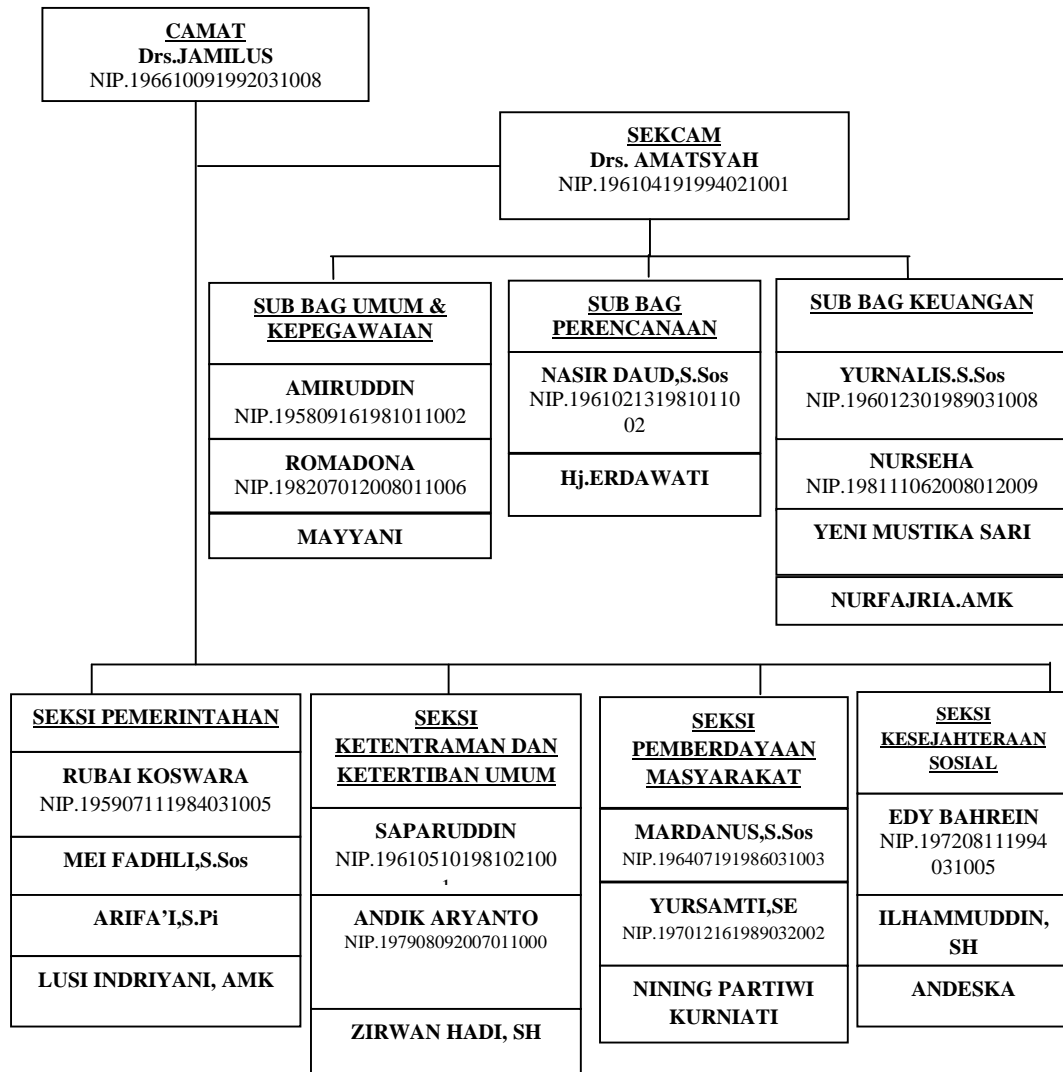 CAMAT
Drs.JAMILUS
NIP.196610091992031008
SEKCAM
Drs. AMATSYAH
NIP.196104191994021001
SUB BAG UMUM &
KEPEGAWAIAN
AMIRUDDIN
NIP.195809161981011002
ROMADONA
NIP.198207012008011006
MAYYANI
SUB BAG
PERENCANAAN
NASIR DAUD,S.Sos
NIP.19610213198101110
02
Hj.ERDAWATI
SUB BAG KEUANGAN
YURNALIS.S.Sos
NIP.196012301989031008
NURSEHA
NIP.198111062008012009
YENI MUSTIKA SARI
NURFAJRIA.AMK
SEKSI PEMERINTAHAN
RUBAI KOSWARA
NIP.195907111984031005
MEI FADHLI,S.Sos
ARIFA’I,S.Pi
LUSI INDRIYANI, AMK
SEKSI
KETENTRAMAN DAN
KETERTIBAN UMUM
SAPARUDDIN
NIP.19610510198102100
1
ANDIK ARYANTO
NIP.197908092007011000
ZIRWAN HADI, SH
SEKSI
PEMBERDAYAAN
MASYARAKAT
MARDANUS,S.Sos
NIP.196407191986031003
YURSAMTI,SE
NIP.197012161989032002
NINING PARTIWI
KURNIATI
SEKSI
KESEJAHTERAAN
SOSIAL
EDY BAHREIN
NIP.197208111994
031005
ILHAMMUDDIN,
SH
ANDESKA